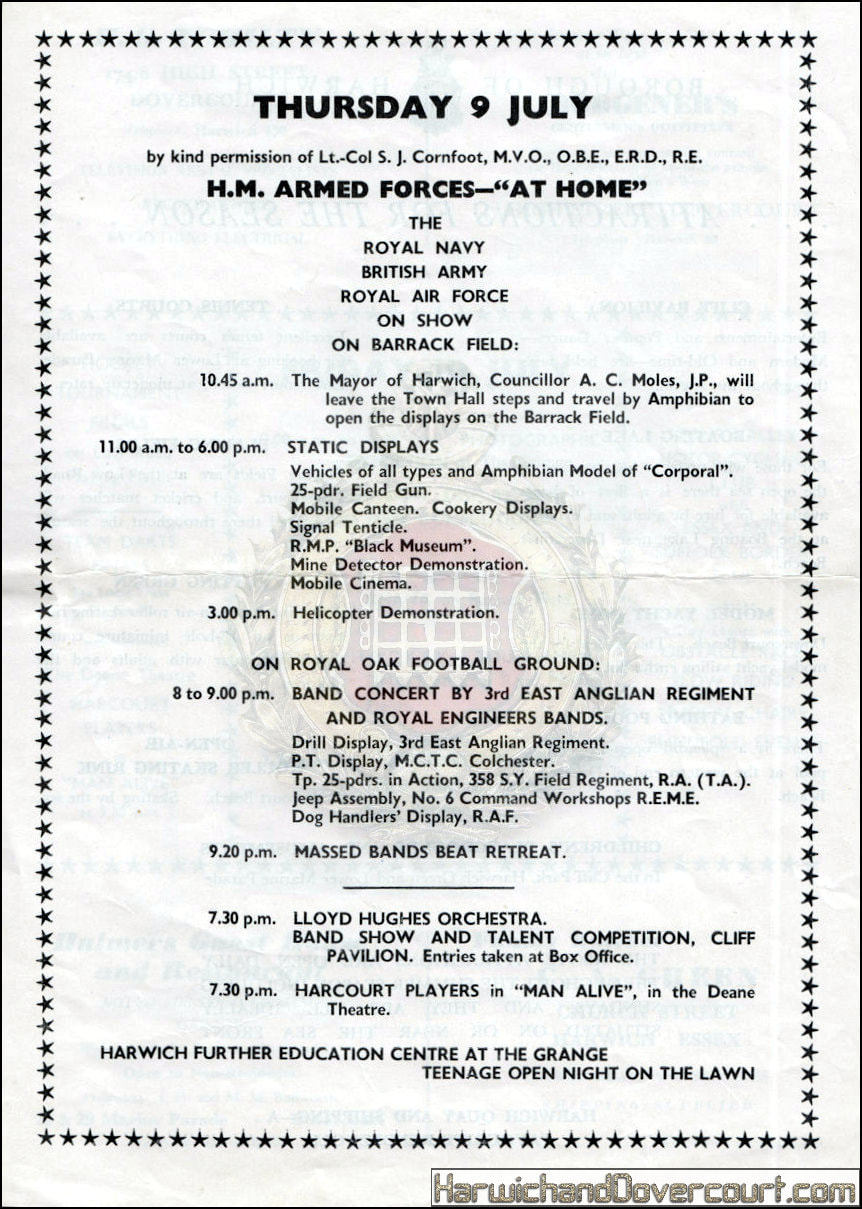 THURSDAY 9 JULY
by kind permission of Lt.-Col S. J. Cornfoot, M.V.O., O.B.E., E.R.D., R.E.
H.M. ARMED FORCES—“AT HOME”
THE
ROYAL NAVY
BRITISH ARMY
ROYAL AIR FORCE
ON SHOW
ON BARRACK FIELD:
10.45 a.m. The Mayor of Harwich, Councillor A. C. Moles, J.P., will
leave the Town Hall steps and travel by Amphibian to
open the displays on the Barrack Field.
11.00 a.m. to 6.00 p.m. STATIC DISPLAYS
Vehicles of all types and Amphibian Model of “Corporal”.
25-pdr. Field Gun.
Mobile Canteen. Cookery Displays.
Signal Tenticle.
R.M.P. “Black Museum”.
Mine Detector Demonstration.
Mobile Cinema.
3.00 p.m. Helicopter Demonstration.
ON ROYAL OAK FOOTBALL GROUND:
8 to 9.00 p.m. BAND CONCERT BY 3rd EAST ANGLIAN REGIMENT
AND ROYAL ENGINEERS BANDS.
Drill Display, 3rd East Anglian Regiment.
P.T. Display, M.C.T.C. Colchester.
Tp. 25-pdrs. in Action, 358 S.Y. Field Regiment, R.A. (T.A.).
Jeep Assembly, No. 6 Command Workshops R.E.M.E.
Dog Handlers’ Display, R.A.F.
9.20 p.m. MASSED BANDS BEAT RETREAT
7.30 p.m. LLOYD HUGHES ORCHESTRA.
BAND SHOW AND TALENT COMPETITION, CLIFF
PAVILION. Entries taken at Box Office.
7.30 p.m. HARCOURT PLAYERS in “MAN ALIVE”, in the Deane
Theatre.
HARWICH FURTHER EDUCATION CENTRE AT THE GRANGE
TEENAGE OPEN NIGHT ON THE LAWN
HarwichandDovercourt.com